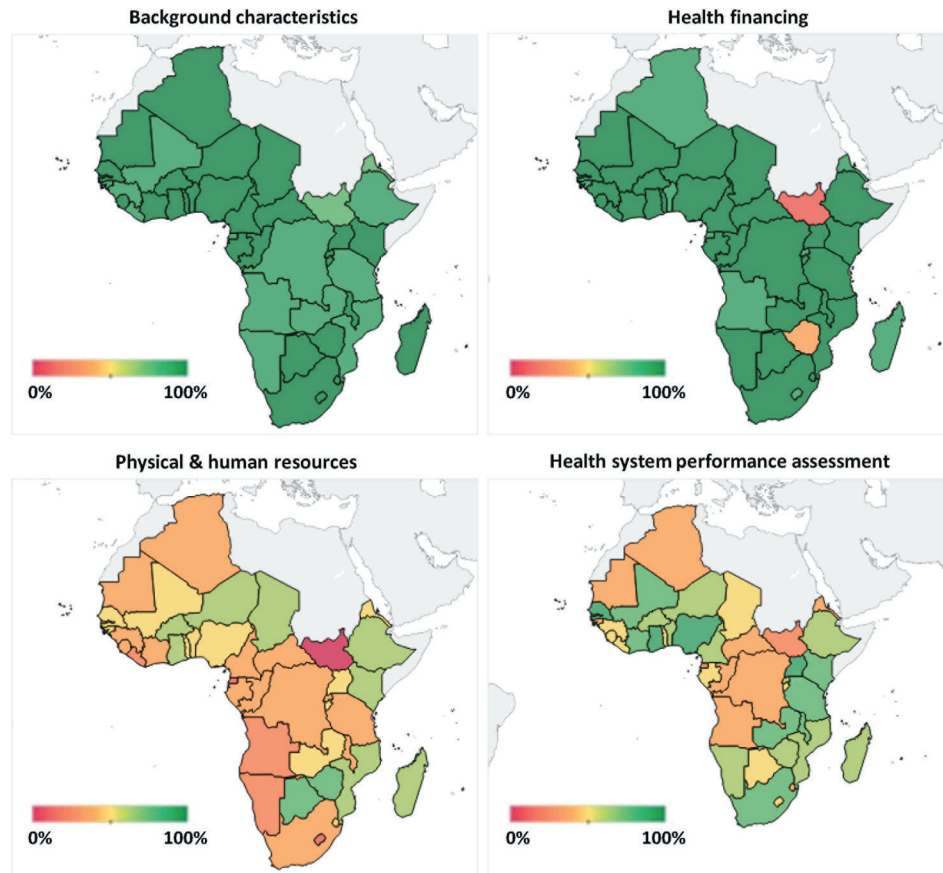 Background characteristics
Health financing
0%
100%
0%
100%
Physical & human resources
Health system performance assessment
0%
100%
0%
100%